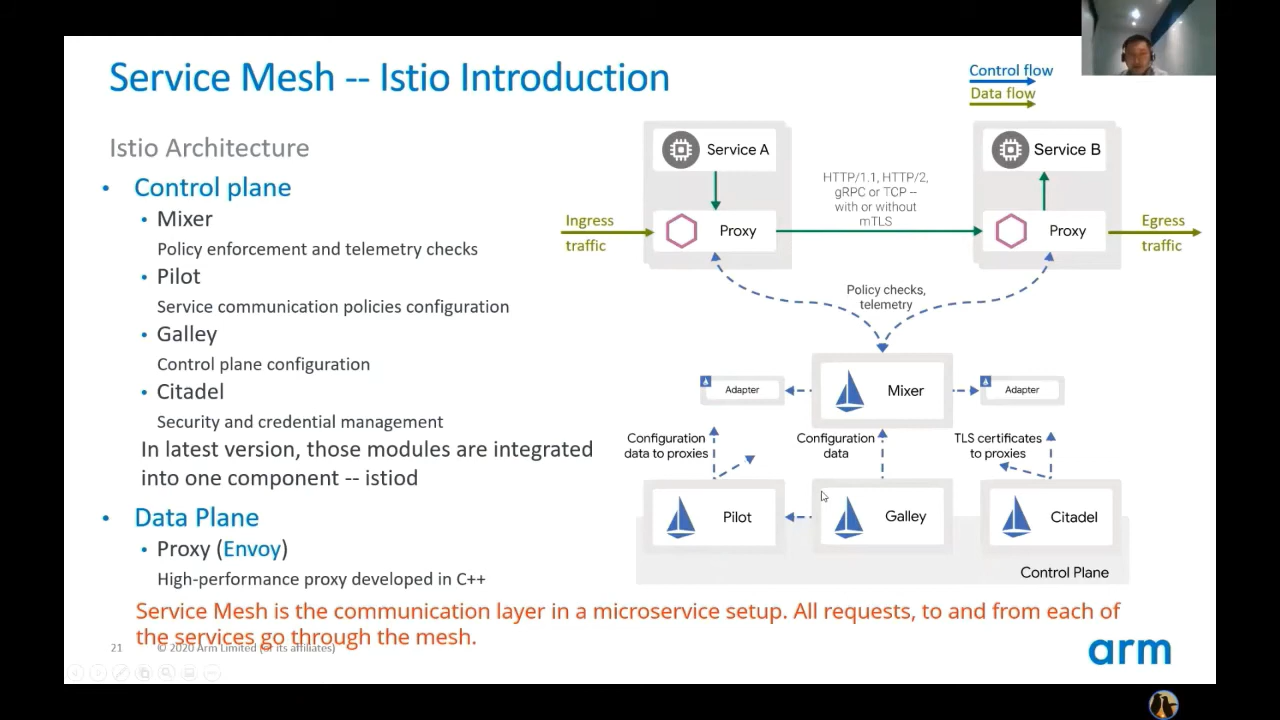 Service Mesh -- Istio Introduction
Control flow
Data flow
Istio Architecture
• Control plane
• Mixer
Policy enforcement and telemetry checks
• Pilot
Service communication policies configuration
• Galley
Control plane configuration
• Citadel
Security and credential management
In latest version, those modules are integrated
into one component -- istiod
• Data Plane
• Proxy (Envoy)
High-performance proxy developed in C++
Service A
Service B
HTTP/1.1, HTTP/2,
gRPC or TCP --
with or without
mTLS
Ingress
traffic
Proxy
Proxy
Egress
traffic
Policy checks,
telemetry
Adapter
Mixer
Adapter
Configuration
data to proxies
Configuration
data
TLS certificates
to proxies
Pilot
Galley
Citadel
Control Plane
Service Mesh is the communication layer in a microservice setup. All requests, to and from each of
the services go through the mesh.
21 © 2020 Arm Limited (or its affiliates)
arm